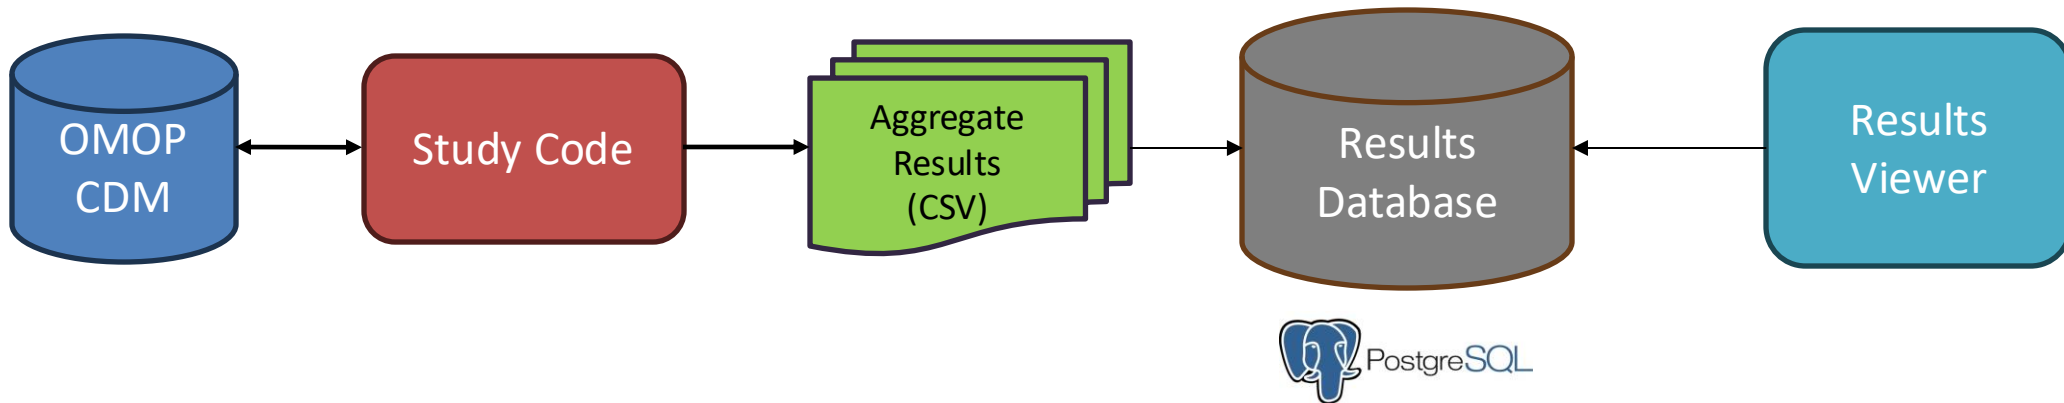 OMOP
CDM
Study Code
Aggregate
Results
(CSV)
Results
Database
Results
Viewer
PostgreSQL